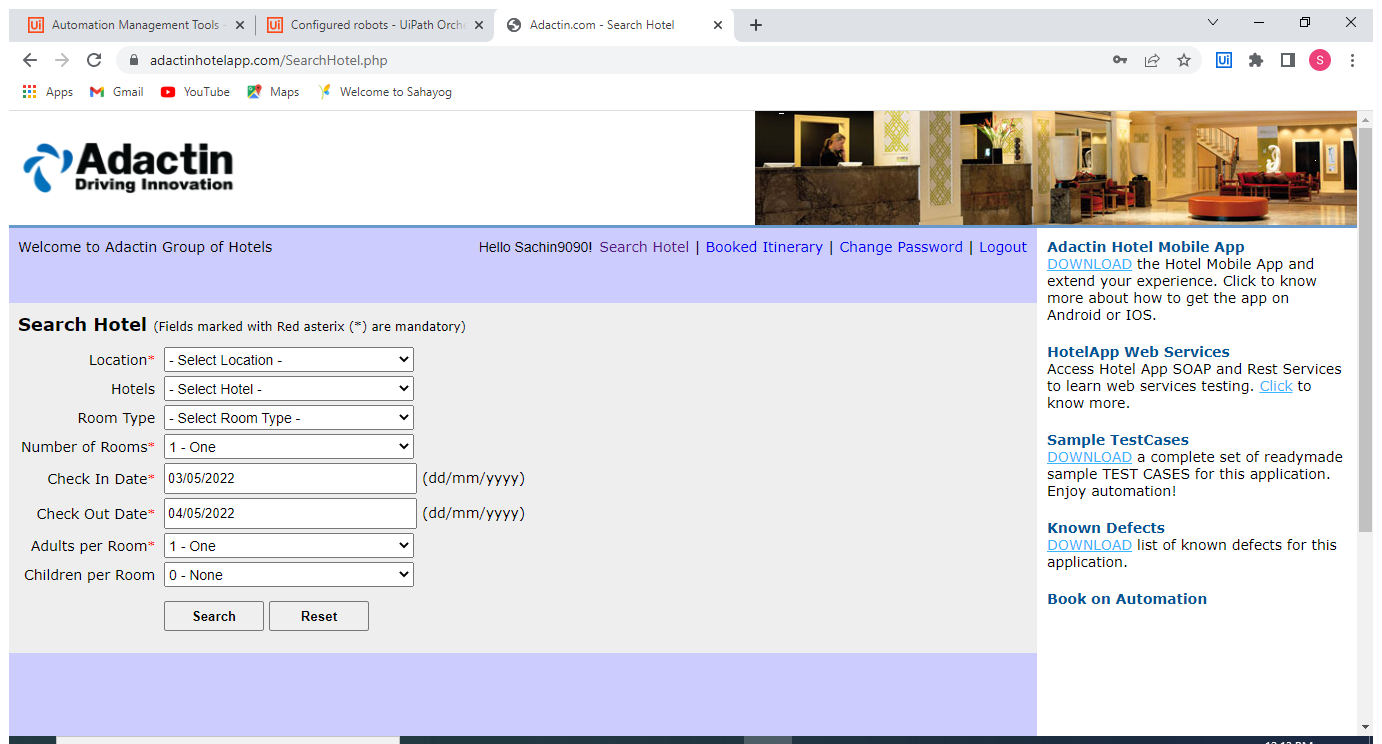 Automation Management Tools -
Configured robots - UiPath Orche
Adactin.com - Search Hotel
adactinhotelapp.com/SearchHotel.php
Ui
S
Apps
Gmail
YouTube
Maps
Welcome to Sahayog
Adactin
Driving Innovation
Welcome to Adactin Group of Hotels
Hello Sachin9090! Search Hotel | Booked Itinerary | Change Password | Logout
Search Hotel (Fields marked with Red asterix (*) are mandatory)
Location* - Select Location -
Hotels - Select Hotel -
Room Type - Select Room Type -
Number of Rooms* 1 - One
Check In Date* 03/05/2022 (dd/mm/yyyy)
Check Out Date* 04/05/2022 (dd/mm/yyyy)
Adults per Room* 1 - One
Children per Room 0 - None
Search Reset
Adactin Hotel Mobile App
DOWNLOAD the Hotel Mobile App and
extend your experience. Click to know
more about how to get the app on
Android or IOS.
HotelApp Web Services
Access Hotel App SOAP and Rest Services
to learn web services testing. Click to
know more.
Sample TestCases
DOWNLOAD a complete set of readymade
sample TEST CASES for this application.
Enjoy automation!
Known Defects
DOWNLOAD list of known defects for this
application.
Book on Automation